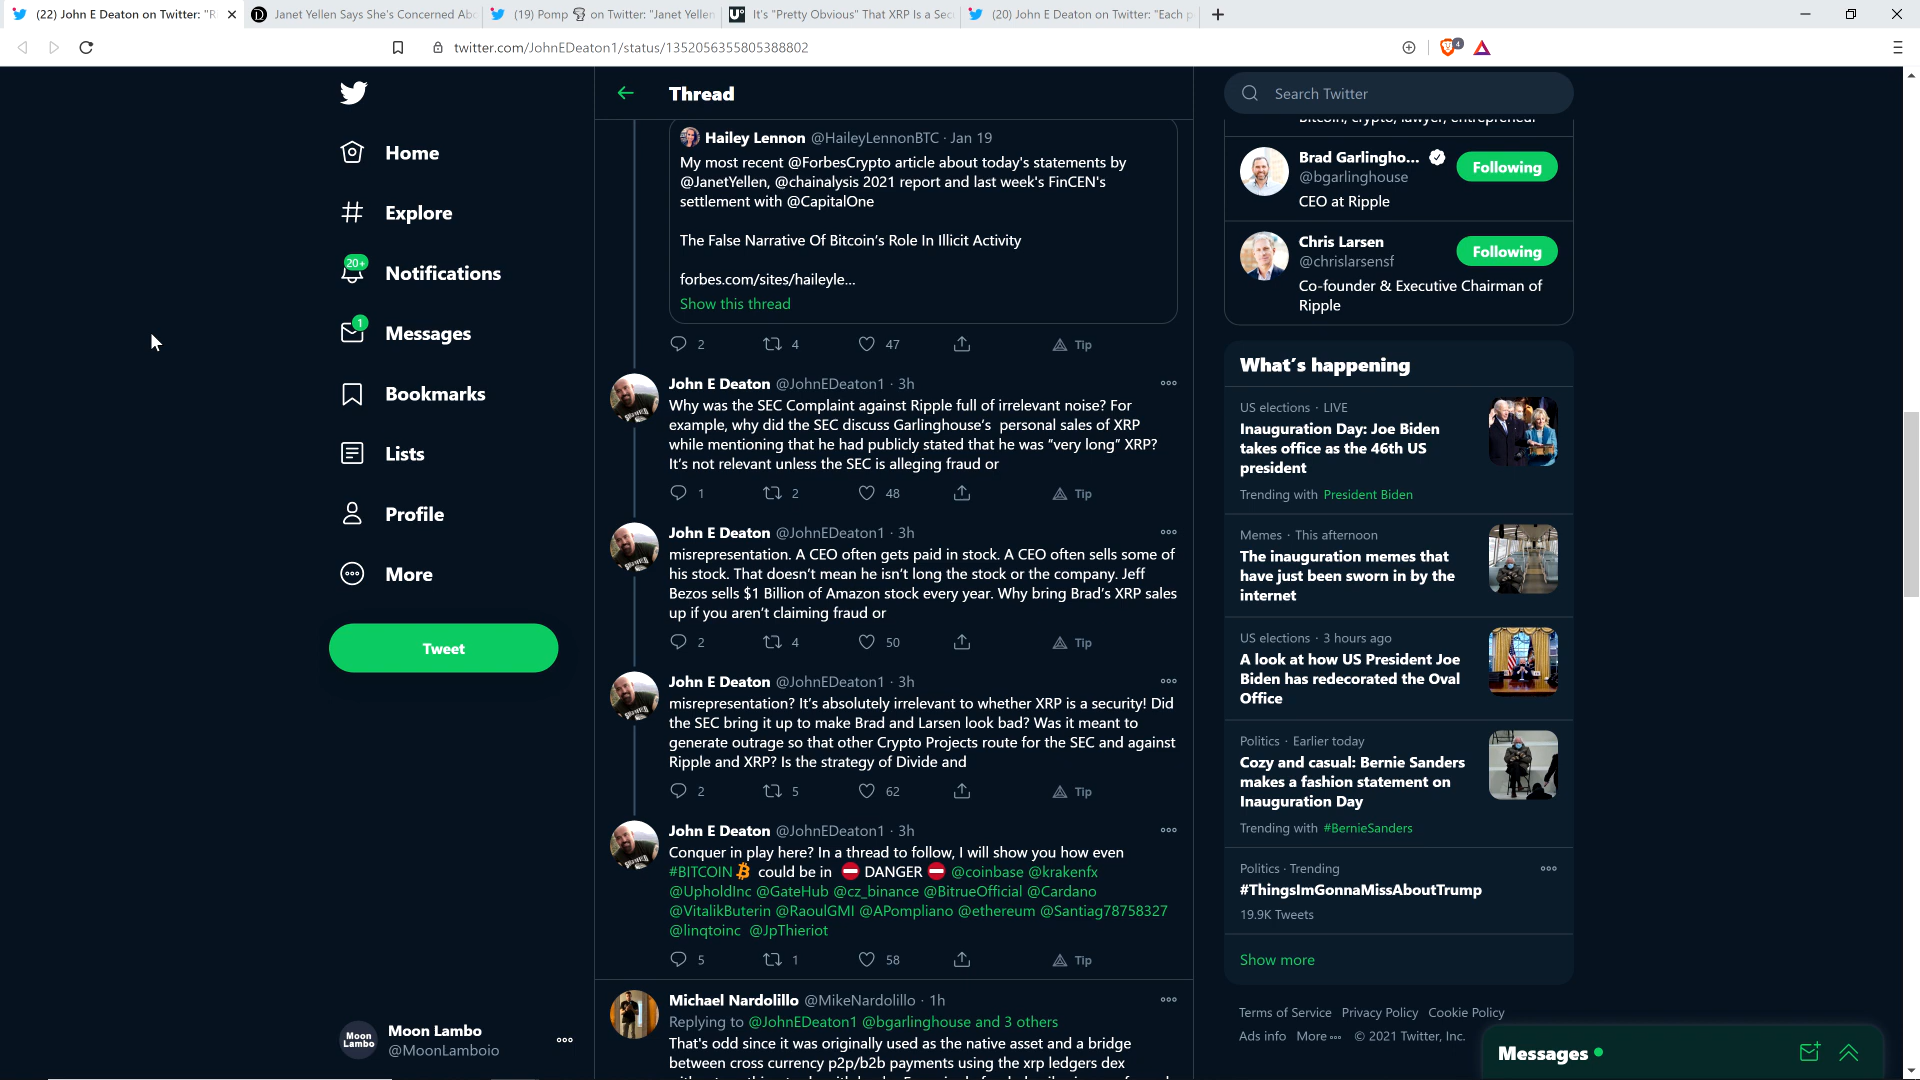 (22) John E Deaton on Twitter: "R
Janet Yellen Says She's Concerned Abo
(19) Pomp on Twitter: "Janet Yellen
It's "Pretty Obvious" That XRP Is a Secu
(20) John E Deaton on Twitter: "Each p
twitter.com/JohnEDeaton1/status/1352056355805388802
4
Home
Explore
20+
Notifications
1
Messages
Bookmarks
Lists
Profile
More
Tweet
Moon Lambo
Moon Lambo
@MoonLamboio
Thread
Hailey Lennon @HaileyLennonBTC · Jan 19
My most recent @ForbesCrypto article about today's statements by
@JanetYellen, @chainalysis 2021 report and last week's FinCEN's
settlement with @CapitalOne
The False Narrative Of Bitcoin's Role In Illicit Activity
forbes.com/sites/haileyle...
Show this thread
2 4 47 Tip
John E Deaton @JohnEDeaton1 · 3h
Why was the SEC Complaint against Ripple full of irrelevant noise? For
example, why did the SEC discuss Garlinghouse's personal sales of XRP
while mentioning that he had publicly stated that he was "very long" XRP?
It's not relevant unless the SEC is alleging fraud or
1 2 48 Tip
John E Deaton @JohnEDeaton1 · 3h
misrepresentation. A CEO often gets paid in stock. A CEO often sells some of
his stock. That doesn't mean he isn't long the stock or the company. Jeff
Bezos sells $1 Billion of Amazon stock every year. Why bring Brad's XRP sales
up if you aren't claiming fraud or
2 4 50 Tip
John E Deaton @JohnEDeaton1 · 3h
misrepresentation? It's absolutely irrelevant to whether XRP is a security! Did
the SEC bring it up to make Brad and Larsen look bad? Was it meant to
generate outrage so that other Crypto Projects route for the SEC and against
Ripple and XRP? Is the strategy of Divide and
2 5 62 Tip
John E Deaton @JohnEDeaton1 · 3h
Conquer in play here? In a thread to follow, I will show you how even
#BITCOIN could be in DANGER @coinbase @krakenfx
@UpholdInc @GateHub @cz_binance @BitrueOfficial @Cardano
@VitalikButerin @RaoulGMI @APompliano @ethereum @Santiag78758327
@linqtoinc @JpThieriot
5 1 58 Tip
Michael Nardolillo @MikeNardolillo · 1h
Replying to @JohnEDeaton1 @bgarlinghouse and 3 others
That's odd since it was originally used as the native asset and a bridge
between cross currency p2p/b2b payments using the xrp ledgers dex
Search Twitter
Bitcoin, crypto, lawyer, entrepreneur
Brad Garlingho...
@bgarlinghouse
Following
CEO at Ripple
Chris Larsen
@chrislarsensf
Following
Co-founder & Executive Chairman of
Ripple
What's happening
US elections · LIVE
Inauguration Day: Joe Biden
takes office as the 46th US
president
Trending with President Biden
Memes · This afternoon
The inauguration memes that
have just been sworn in by the
internet
US elections · 3 hours ago
A look at how US President Joe
Biden has redecorated the Oval
Office
Politics · Earlier today
Cozy and casual: Bernie Sanders
makes a fashion statement on
Inauguration Day
Trending with #BernieSanders
Politics · Trending
#ThingsImGonnaMissAboutTrump
19.9K Tweets
Show more
Terms of Service Privacy Policy Cookie Policy
Ads info More © 2021 Twitter, Inc.
Messages